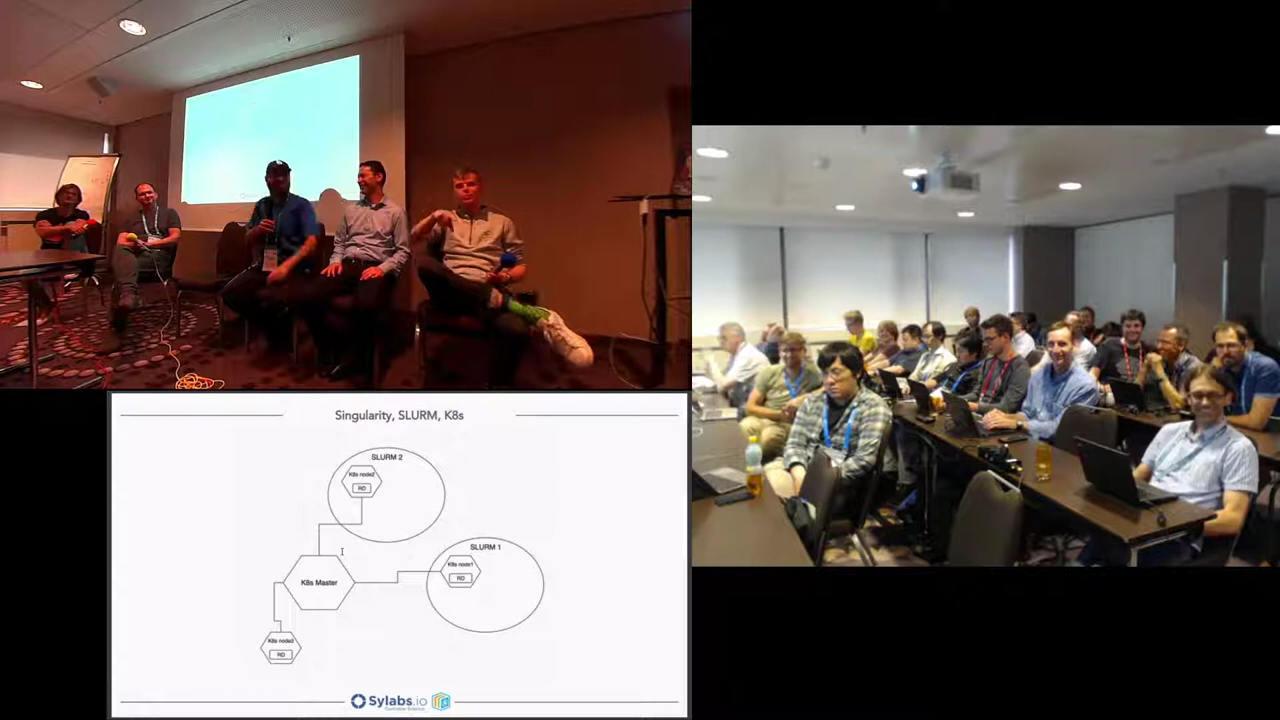 Singularity, SLURM, K8s
SLURM 2
K8s node2
RD
SLURM 1
K8s node1
RD
K8s Master
K8s node3
RD
Sylabs.io